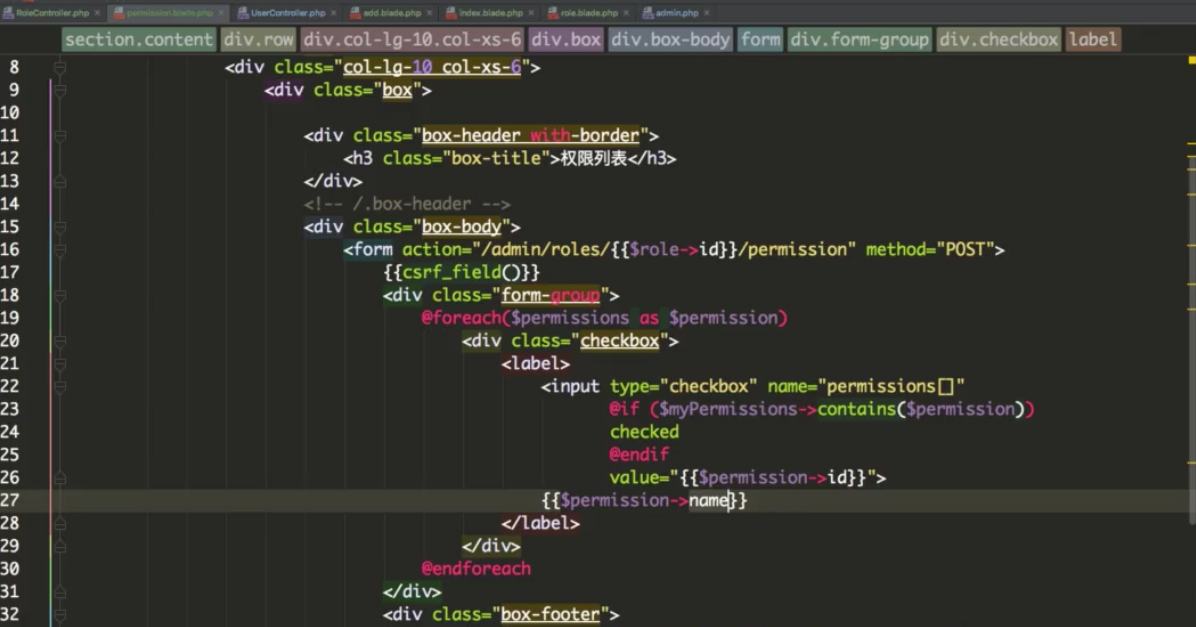 RoleController.php × permission.blade.php × UserController.php × add.blade.php × index.blade.php × role.blade.php × admin.php ×
section.content div.row div.col-lg-10.col-xs-6 div.box div.box-body form div.form-group div.checkbox label
8 <div class="col-lg-10 col-xs-6">
9 <div class="box">
10
11 <div class="box-header with-border">
12 <h3 class="box-title">权限列表</h3>
13 </div>
14 <!-- /.box-header -->
15 <div class="box-body">
16 <form action="/admin/roles/{{$role->id}}/permission" method="POST">
17 {{csrf_field()}}
18 <div class="form-group">
19 @foreach($permissions as $permission)
20 <div class="checkbox">
21 <label>
22 <input type="checkbox" name="permissions[]"
23 @if ($myPermissions->contains($permission))
24 checked
25 @endif
26 value="{{$permission->id}}">
27 {{$permission->name}}
28 </label>
29 </div>
30 @endforeach
31 </div>
32 <div class="box-footer">